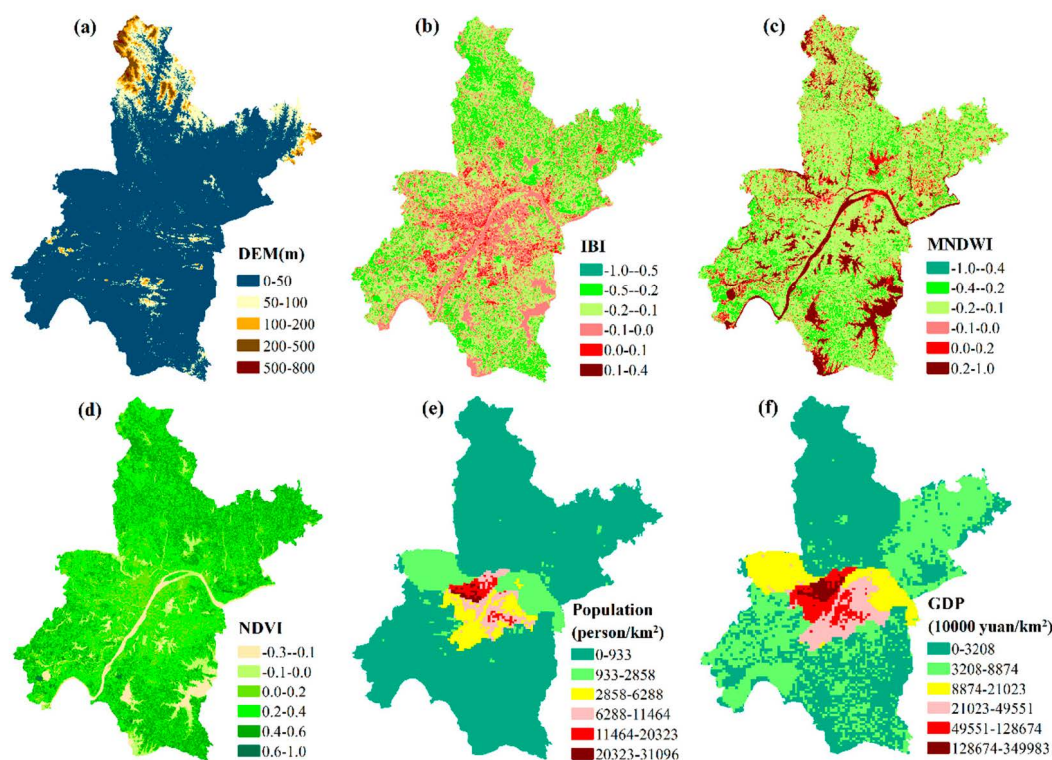 (a)
DEM(m)
0-50
50-100
100-200
200-500
500-800
(b)
IBI
-1.0--0.5
-0.5--0.2
-0.2--0.1
-0.1-0.0
0.0-0.1
0.1-0.4
(c)
MNDWI
-1.0--0.4
-0.4--0.2
-0.2--0.1
-0.1-0.0
0.0-0.2
0.2-1.0
(d)
NDVI
-0.3--0.1
-0.1-0.0
0.0-0.2
0.2-0.4
0.4-0.6
0.6-1.0
(e)
Population
(person/km²)
0-933
933-2858
2858-6288
6288-11464
11464-20323
20323-31096
(f)
GDP
(10000 yuan/km²)
0-3208
3208-8874
8874-21023
21023-49551
49551-128674
128674-349983